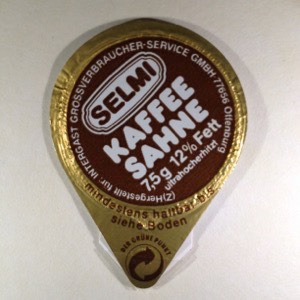 INTERGAST GROSSVERBRAUCHER-SERVICE GMBH 77656 Offenburg
SELMI
KAFFEE
SAHNE
7,5 g 12% Fett
ultrahocherhitzt
(Z)Hergestellt für:
mindestens haltbar bis
siehe Boden
DER GRÜNE PUNKT